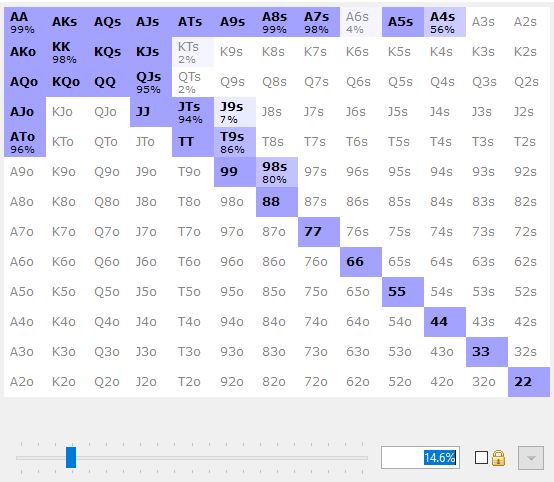 AA AKs AQs AJs ATs A9s A8s A7s A6s A5s A4s A3s A2s
99% 99% 98% 4% 56%
AKo KK KQs KJs KTs K9s K8s K7s K6s K5s K4s K3s K2s
98% 2%
AQo KQo QQ QJs QTs Q9s Q8s Q7s Q6s Q5s Q4s Q3s Q2s
95% 2%
AJo KJo QJo JJ JTs J9s J8s J7s J6s J5s J4s J3s J2s
94% 7%
ATo KTo QTo JTo TT T9s T8s T7s T6s T5s T4s T3s T2s
96% 86%
A9o K9o Q9o J9o T9o 99 98s 97s 96s 95s 94s 93s 92s
80%
A8o K8o Q8o J8o T8o 98o 88 87s 86s 85s 84s 83s 82s
A7o K7o Q7o J7o T7o 97o 87o 77 76s 75s 74s 73s 72s
A6o K6o Q6o J6o T6o 96o 86o 76o 66 65s 64s 63s 62s
A5o K5o Q5o J5o T5o 95o 85o 75o 65o 55 54s 53s 52s
A4o K4o Q4o J4o T4o 94o 84o 74o 64o 54o 44 43s 42s
A3o K3o Q3o J3o T3o 93o 83o 73o 63o 53o 43o 33 32s
A2o K2o Q2o J2o T2o 92o 82o 72o 62o 52o 42o 32o 22
14.6%